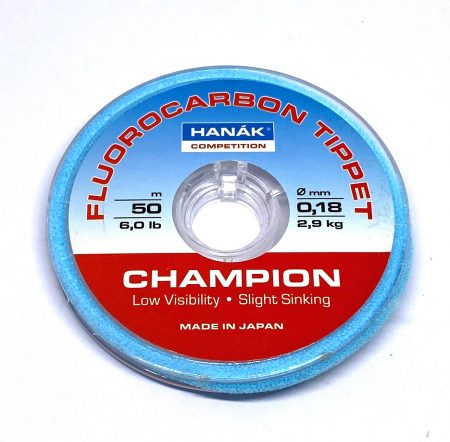 FLUOROCARBON TIPPET
HANÁK®
COMPETITION
m
50
6,0 lb
Ø mm
0,18
2,9 kg
CHAMPION
Low Visibility • Slight Sinking
MADE IN JAPAN